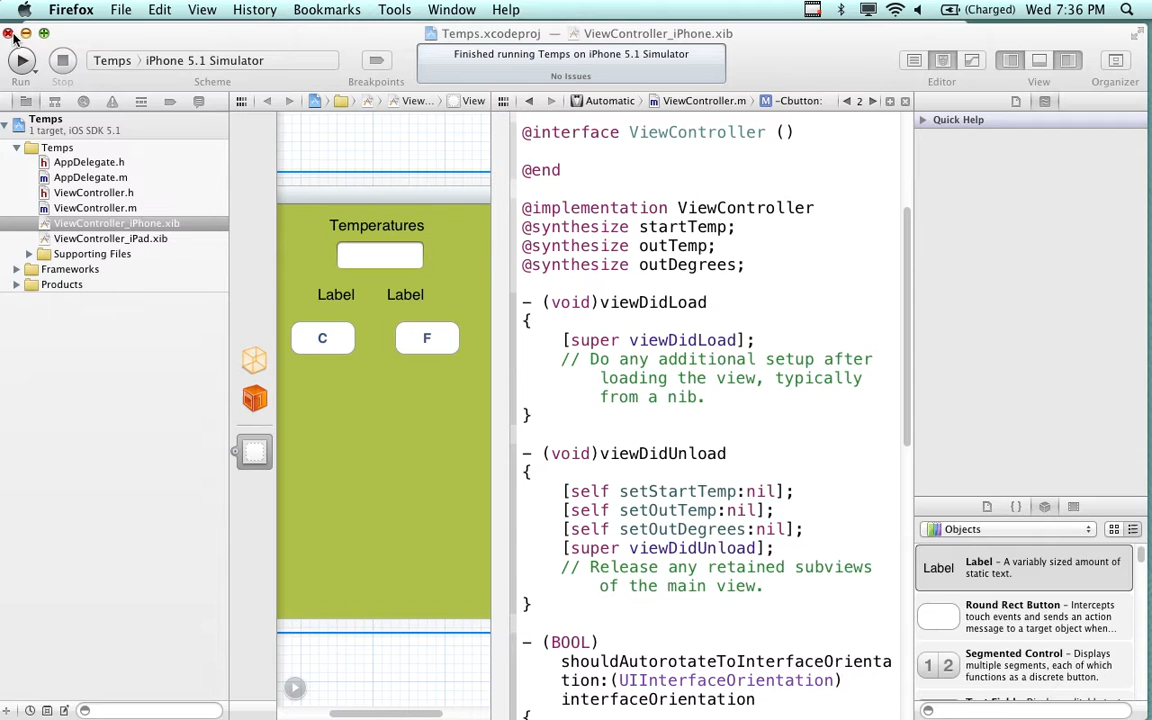 Firefox File Edit View History Bookmarks Tools Window Help (Charged) Wed 7:36 PM
Temps.xcodeproj — ViewController_iPhone.xib
Finished running Temps on iPhone 5.1 Simulator
No Issues
Temps iPhone 5.1 Simulator
Run Stop Scheme Breakpoints Editor View Organizer
View... View Automatic ViewController.m M -Cbutton: 2
Temps
1 target, iOS SDK 5.1
Temps
h AppDelegate.h
m AppDelegate.m
h ViewController.h
m ViewController.m
ViewController_iPhone.xib
ViewController_iPad.xib
Supporting Files
Frameworks
Products
Temperatures
Label Label
C F
@interface ViewController ()
@end
@implementation ViewController
@synthesize startTemp;
@synthesize outTemp;
@synthesize outDegrees;
- (void)viewDidLoad
{
[super viewDidLoad];
// Do any additional setup after
loading the view, typically
from a nib.
}
- (void)viewDidUnload
{
[self setStartTemp:nil];
[self setOutTemp:nil];
[self setOutDegrees:nil];
[super viewDidUnload];
// Release any retained subviews
of the main view.
}
- (BOOL)
shouldAutorotateToInterfaceOrienta
tion:(UIInterfaceOrientation)
interfaceOrientation
{
Quick Help
{ }
Objects
Label Label - A variably sized amount of
static text.
Round Rect Button - Intercepts
touch events and sends an action
message to a target object when...
1 2 Segmented Control - Displays
multiple segments, each of which
functions as a discrete button.